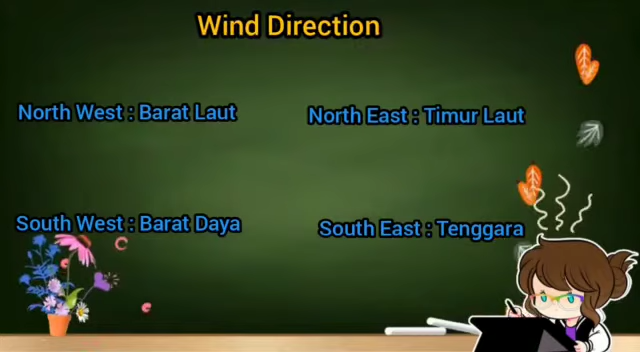 Wind Direction
North West : Barat Laut
North East : Timur Laut
South West : Barat Daya
South East : Tenggara